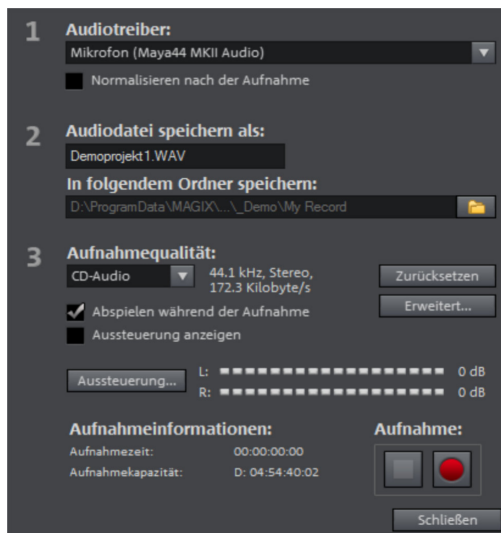 1 Audiotreiber:
Mikrofon (Maya44 MKII Audio)
Normalisieren nach der Aufnahme
2 Audiodatei speichern als:
Demoprojekt1.WAV
In folgendem Ordner speichern:
D:\ProgramData\MAGIX\...\_Demo\My Record
3 Aufnahmequalität:
CD-Audio 44.1 kHz, Stereo, Zurücksetzen
172.3 Kilobyte/s
Abspielen während der Aufnahme Erweitert...
Aussteuerung anzeigen
Aussteuerung... L: 0 dB
R: 0 dB
Aufnahmeinformationen: Aufnahme:
Aufnahmezeit: 00:00:00:00
Aufnahmekapazität: D: 04:54:40:02
Schließen